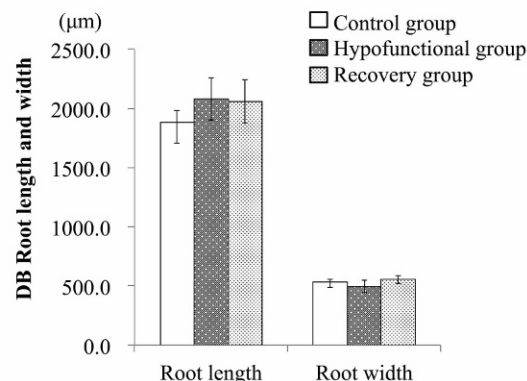 (μm)
Control group
Hypofunctional group
Recovery group
DB Root length and width
2500.0
2000.0
1500.0
1000.0
500.0
0.0
Root length
Root width